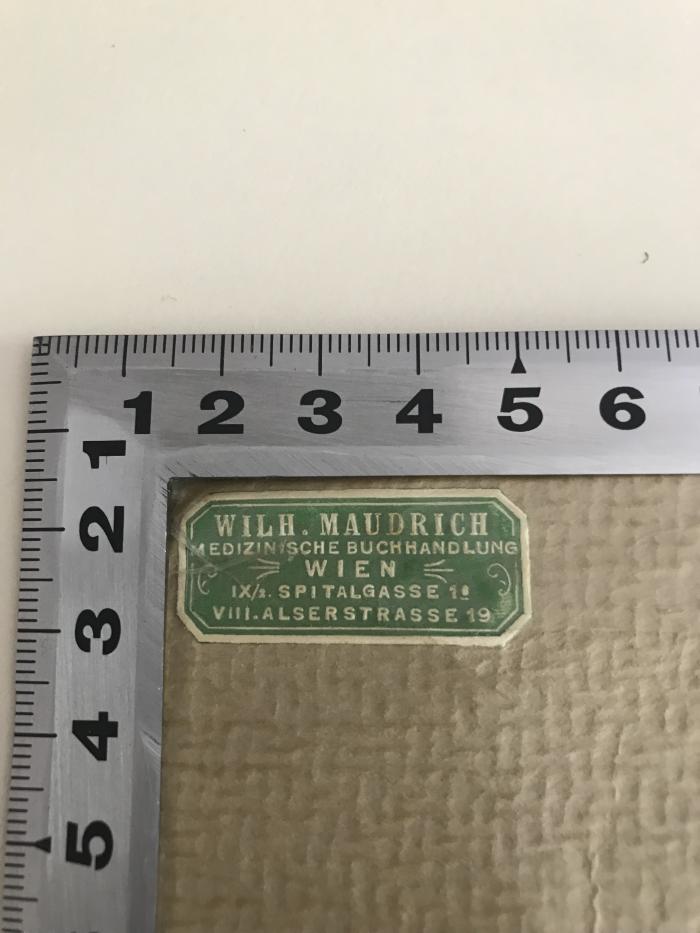 1 2 3 4 5 6
1
2
3
4
5
WILH. MAUDRICH
MEDIZINISCHE BUCHHANDLUNG
WIEN
IX/2. SPITALGASSE
VIII. ALSERSTRASSE 19